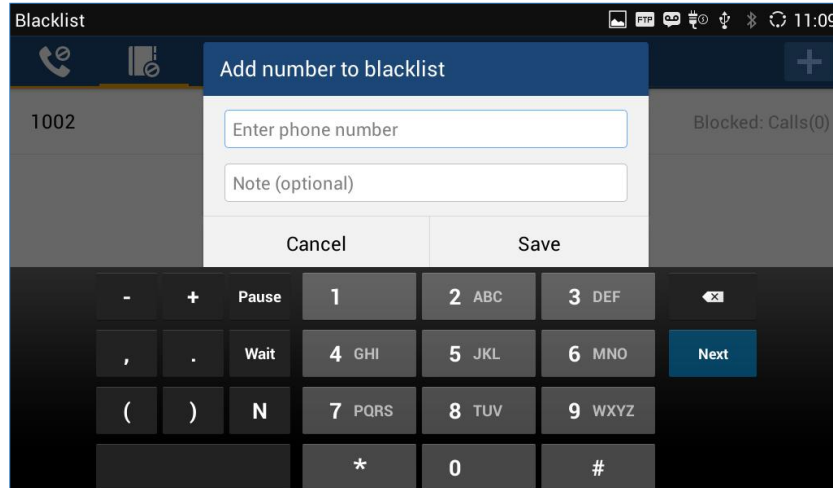 Blacklist
FTP
11:09
Add number to blacklist
1002
Enter phone number
Blocked: Calls(0)
Note (optional)
Cancel Save
- + Pause 1 2 ABC 3 DEF
, . Wait 4 GHI 5 JKL 6 MNO Next
( ) N 7 PQRS 8 TUV 9 WXYZ
* 0 #